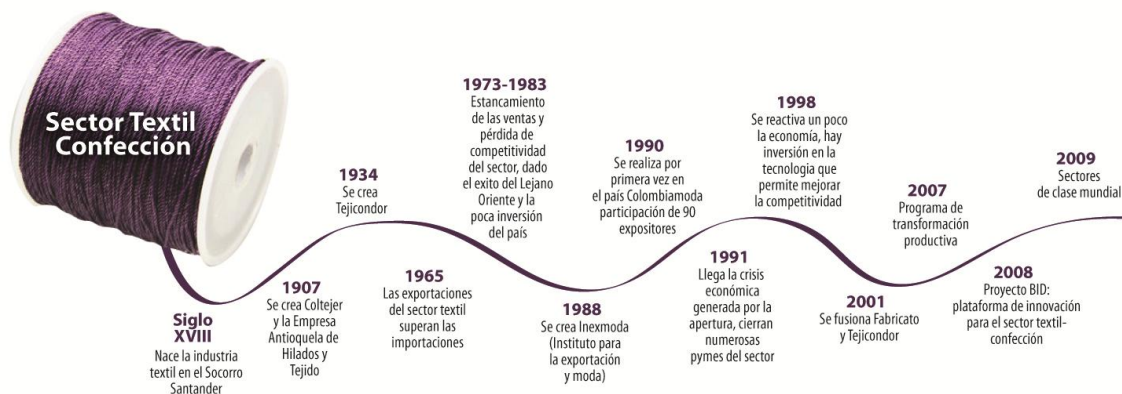 Sector Textil
Confección
Siglo
XVIII
Nace la industria
textil en el Socorro
Santander
1907
Se crea Coltejer
y la Empresa
Antioquela de
Hilados y
Tejido
1934
Se crea
Tejicondor
1965
Las exportaciones
del sector textil
superan las
importaciones
1973-1983
Estancamiento
de las ventas y
pérdida de
competitividad
del sector, dado
el exito del Lejano
Oriente y la
poca inversión
del país
1988
Se crea Inexmoda
(Instituto para
la exportación
y moda)
1990
Se realiza por
primera vez en
el país Colombiamoda
participación de 90
expositores
1991
Llega la crisis
económica
generada por la
apertura, cierran
numerosas
pymes del sector
1998
Se reactiva un poco
la economía, hay
inversión en la
tecnologia que
permite mejorar
la competitividad
2001
Se fusiona Fabricato
y Tejicondor
2007
Programa de
transformación
productiva
2008
Proyecto BID:
plataforma de innovación
para el sector textil-
confección
2009
Sectores
de clase mundial